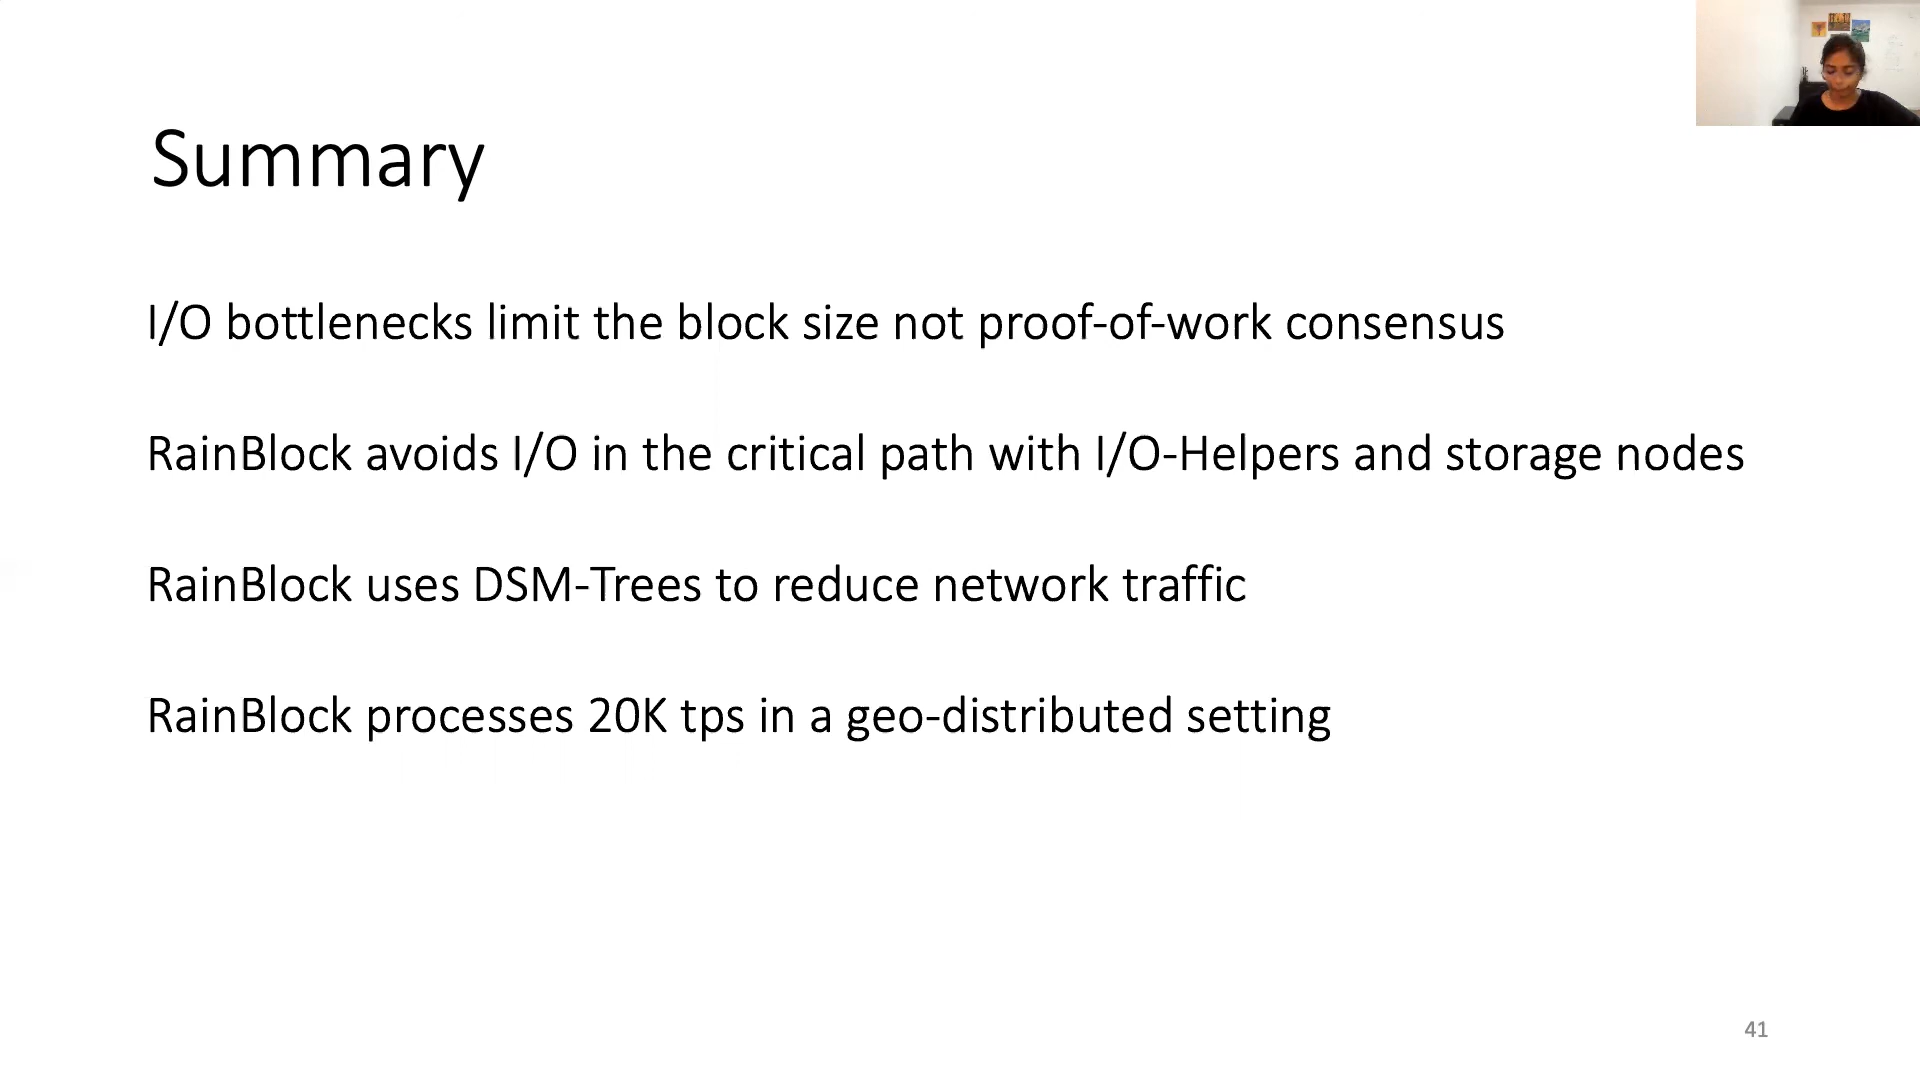 Summary
I/O bottlenecks limit the block size not proof-of-work consensus
RainBlock avoids I/O in the critical path with I/O-Helpers and storage nodes
RainBlock uses DSM-Trees to reduce network traffic
RainBlock processes 20K tps in a geo-distributed setting
41